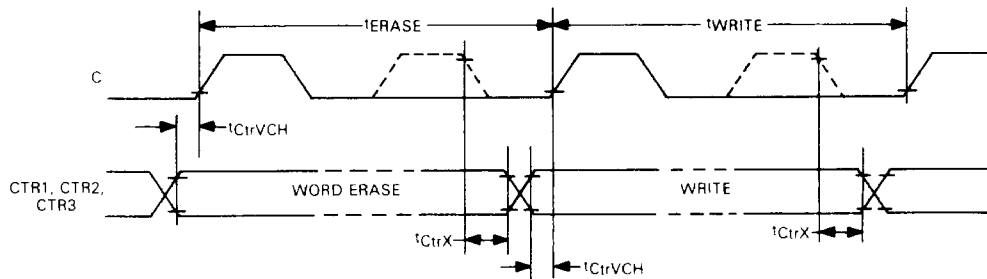 tERASE
tWRITE
C
tCtrVCH
CTR1, CTR2,
CTR3
WORD ERASE
WRITE
tCtrX
tCtrX
tCtrVCH